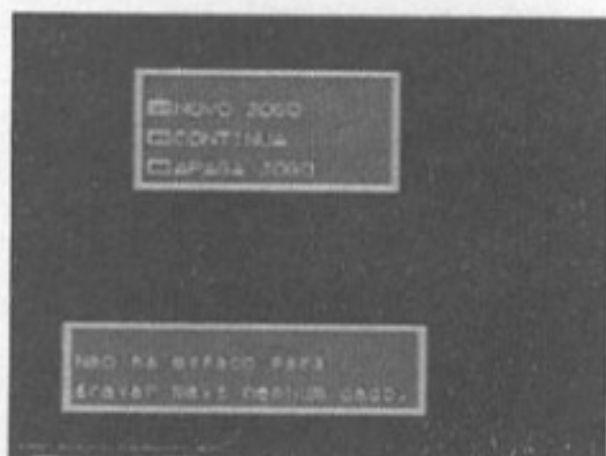 NOVO JOGO
CONTINUA
APAGA JOGO
Não há espaço para
gravar mais nenhum dado.